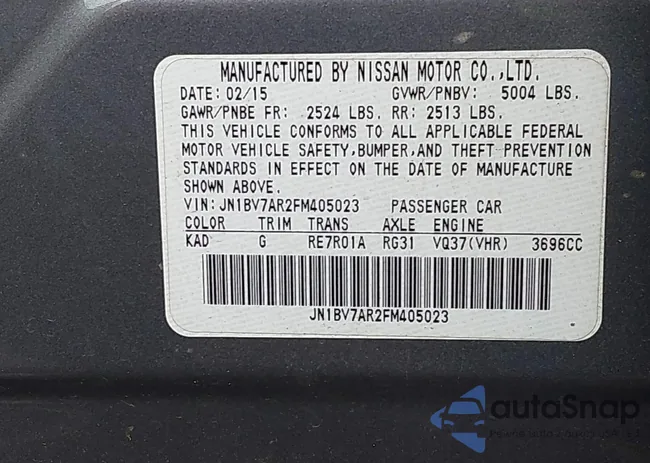 MANUFACTURED BY NISSAN MOTOR CO.,LTD.
DATE: 02/15 GVWR/PNBV: 5004 LBS.
GAWR/PNBE FR: 2524 LBS. RR: 2513 LBS.
THIS VEHICLE CONFORMS TO ALL APPLICABLE FEDERAL
MOTOR VEHICLE SAFETY,BUMPER,AND THEFT PREVENTION
STANDARDS IN EFFECT ON THE DATE OF MANUFACTURE
SHOWN ABOVE.
VIN:JN1BV7AR2FM405023 PASSENGER CAR
COLOR TRIM TRANS AXLE ENGINE
KAD G RE7R01A RG31 VQ37(VHR) 3696CC
JN1BV7AR2FM405023
autoSnap